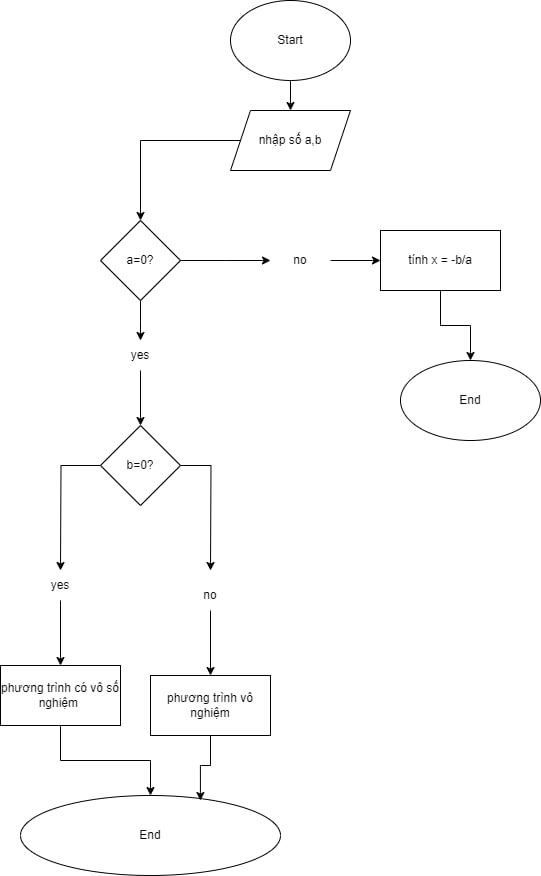 Start
nhập số a,b
a=0?
no
tính x = -b/a
yes
End
b=0?
yes
no
phương trình có vô số
nghiệm
phương trình vô
nghiệm
End